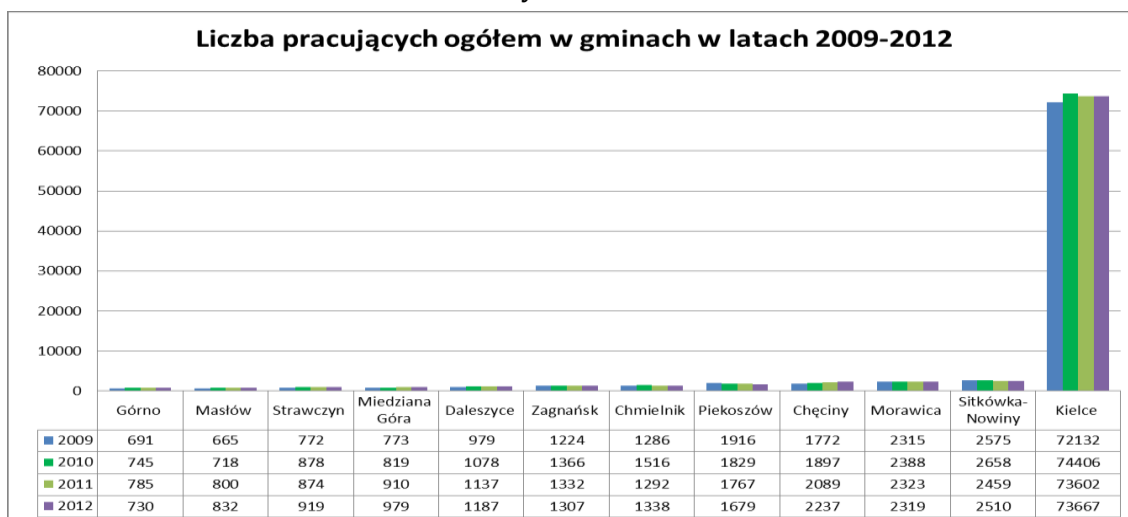 Liczba pracujących ogółem w gminach w latach 2009-2012
80000
70000
60000
50000
40000
30000
20000
10000
0
Górno Masłów Strawczyn Miedziana Góra Daleszyce Zagnańsk Chmielnik Piekoszów Chęciny Morawica Sitkówka-Nowiny Kielce
2009 691 665 772 773 979 1224 1286 1916 1772 2315 2575 72132
2010 745 718 878 819 1078 1366 1516 1829 1897 2388 2658 74406
2011 785 800 874 910 1137 1332 1292 1767 2089 2323 2459 73602
2012 730 832 919 979 1187 1307 1338 1679 2237 2319 2510 73667